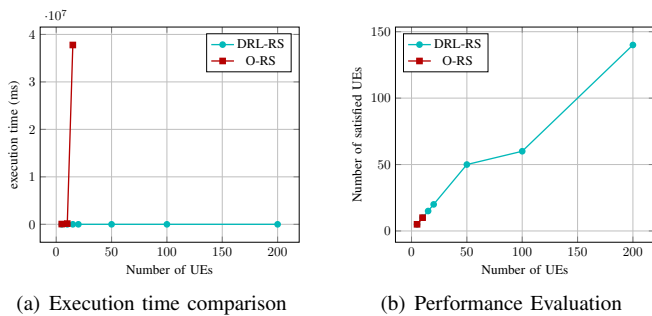 ·10⁷
4
3
2
1
0
execution time (ms)
0 50 100 150 200
Number of UEs
DRL-RS
O-RS
(a) Execution time comparison
150
100
50
0
Number of satisfied UEs
0 50 100 150 200
Number of UEs
DRL-RS
O-RS
(b) Performance Evaluation